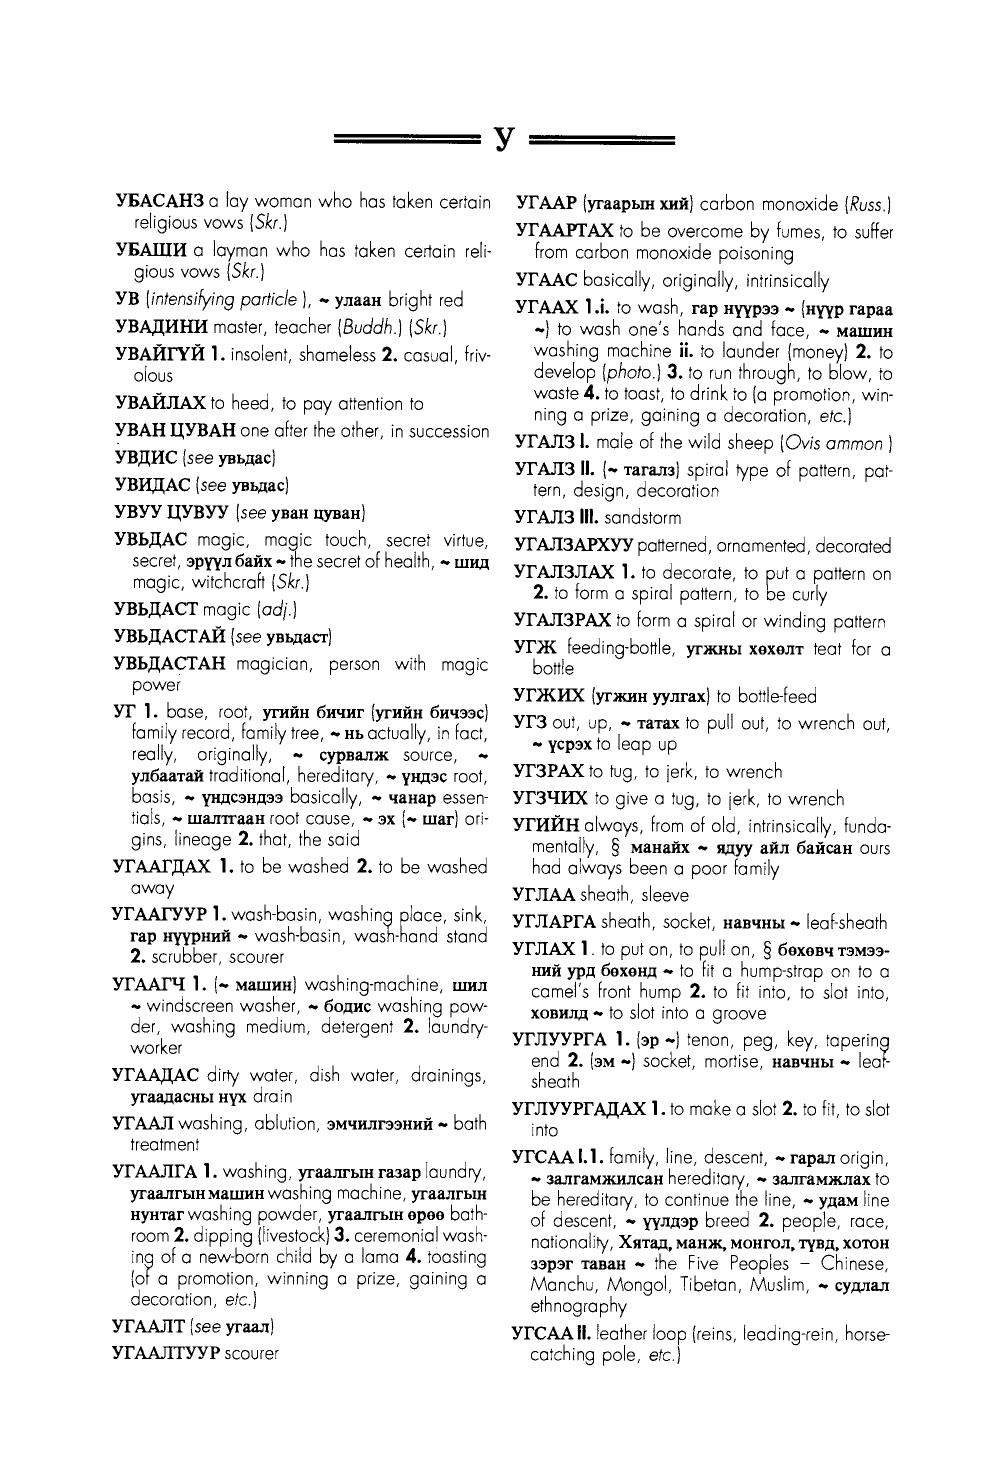 У
УБАСАНЗ a lay woman who has taken certain
religious vows (Skr.)
УБАШИ a layman who has taken certain reli-
gious vows (Skr.)
УВ (intensifying particle ), ~ улаан bright red
УВАДИНИ master, teacher (Buddh.) (Skr.)
УВАЙГҮЙ 1. insolent, shameless 2. casual, friv-
olous
УВАЙЛАХ to heed, to pay attention to
УВАН ЦУВАН one after the other, in succession
УВДИС (see увьдас)
УВИДАС (see увьдас)
УВУУ ЦУВУУ (see уван цуван)
УВЬДАС magic, magic touch, secret virtue,
secret, эрүүл байх ~ the secret of health, ~ шид
magic, witchcraft (Skr.)
УВЬДАСТ magic (adj.)
УВЬДАСТАЙ (see увьдаст)
УВЬДАСТАН magician, person with magic
power
УГ 1. base, root, угийн бичиг (угийн бичээс)
family record, family tree, ~ нь actually, in fact,
really, originally, ~ сурвалж source, ~
улбаатай traditional, hereditary, ~ үндэс root,
basis, ~ үндсэндээ basically, ~ чанар essen-
tials, ~ шалтгаан root cause, ~ эх (~ шаг) ori-
gins, lineage 2. that, the said
УГААГДАХ 1. to be washed 2. to be washed
away
УГААГУУР 1. wash-basin, washing place, sink,
гар нүүрний ~ wash-basin, wash-hand stand
2. scrubber, scourer
УГААГЧ 1. (~ машин) washing-machine, шил
~ windscreen washer, ~ бодис washing pow-
der, washing medium, detergent 2. laundry-
worker
УГААДАС dirty water, dish water, drainings,
угаадасны нүх drain
УГААЛ washing, ablution, эмчилгээний ~ bath
treatment
УГААЛГА 1. washing, угаалгын газар laundry,
угаалгын машин washing machine, угаалгын
нунтаг washing powder, угаалгын өрөө bath-
room 2. dipping (livestock) 3. ceremonial wash-
ing of a new-born child by a lama 4. toasting
(of a promotion, winning a prize, gaining a
decoration, etc.)
УГААЛТ (see угаал)
УГААЛТУУР scourer
УГААР (угаарын хий) carbon monoxide (Russ.)
УГААРТАХ to be overcome by fumes, to suffer
from carbon monoxide poisoning
УГААС basically, originally, intrinsically
УГААХ 1.i. to wash, гар нүүрээ ~ (нүүр гараа
~) to wash one's hands and face, ~ машин
washing machine ii. to launder (money) 2. to
develop (photo.) 3. to run through, to blow, to
waste 4. to toast, to drink to (a promotion, win-
ning a prize, gaining a decoration, etc.)
УГАЛЗ I. male of the wild sheep (Ovis ammon )
УГАЛЗ II. (~ тагалз) spiral type of pattern, pat-
tern, design, decoration
УГАЛЗ III. sandstorm
УГАЛЗАРХУУ patterned, ornamented, decorated
УГАЛЗЛАХ 1. to decorate, to put a pattern on
2. to form a spiral pattern, to be curly
УГАЛЗРАХ to form a spiral or winding pattern
УГЖ feeding-bottle, угжны хөхөлт teat for a
bottle
УГЖИХ (угжин уулгах) to bottle-feed
УГЗ out, up, ~ татах to pull out, to wrench out,
~ үсрэх to leap up
УГЗРАХ to tug, to jerk, to wrench
УГЗЧИХ to give a tug, to jerk, to wrench
УГИЙН always, from of old, intrinsically, funda-
mentally, § манайх ~ ядуу айл байсан ours
had always been a poor family
УГЛАА sheath, sleeve
УГЛАРГА sheath, socket, навчны ~ leaf-sheath
УГЛАХ 1. to put on, to pull on, § бөхөвч тэмээ-
ний урд бөхөнд ~ to fit a hump-strap on to a
camel's front hump 2. to fit into, to slot into,
ховилд ~ to slot into a groove
УГЛУУРГА 1. (эр ~) tenon, peg, key, tapering
end 2. (эм ~) socket, mortise, навчны ~ leaf-
sheath
УГЛУУРГАДАХ 1. to make a slot 2. to fit, to slot
into
УГСАА I.1. family, line, descent, ~ гарал origin,
~ залгамжилсан hereditary, ~ залгамжлах to
be hereditary, to continue the line, ~ удам line
of descent, ~ үүлдэр breed 2. people, race,
nationality, Хятад, манж, монгол, түвд, хотон
зэрэг таван ~ the Five Peoples – Chinese,
Manchu, Mongol, Tibetan, Muslim, ~ судлал
ethnography
УГСАА II. leather loop (reins, leading-rein, horse-
catching pole, etc.)